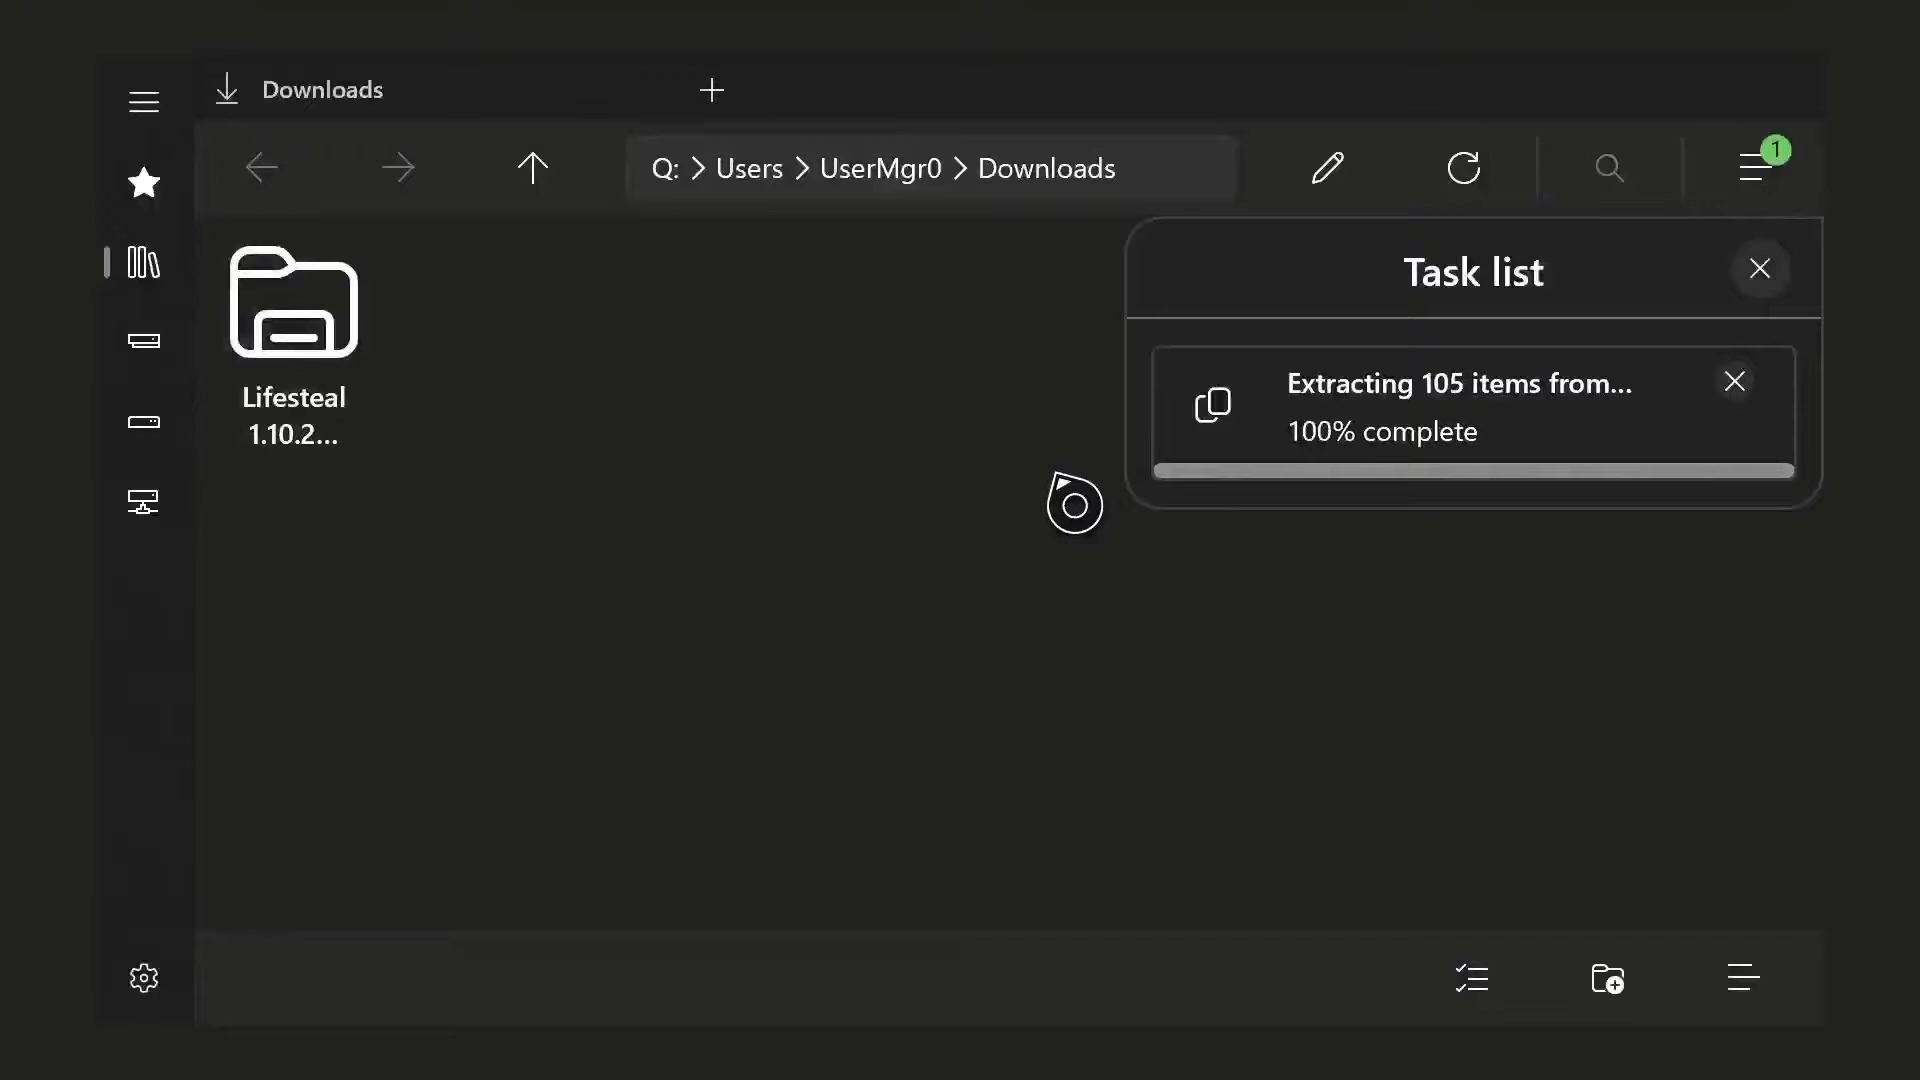 Downloads
Q: > Users > UserMgr0 > Downloads
1
Task list
Extracting 105 items from...
100% complete
Lifesteal
1.10.2...